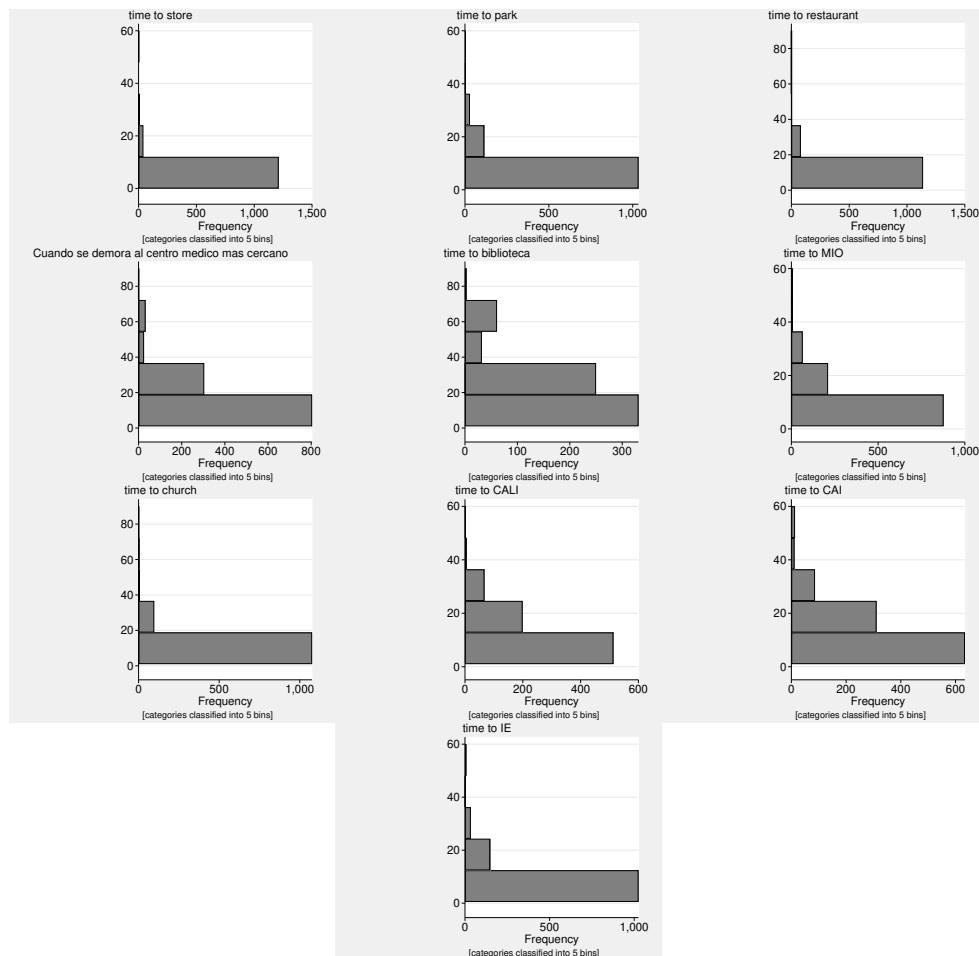 time to store
60
40
20
0
0 500 1,000 1,500
Frequency
[categories classified into 5 bins]
time to park
60
40
20
0
0 500 1,000
Frequency
[categories classified into 5 bins]
time to restaurant
80
60
40
20
0
0 500 1,000 1,500
Frequency
[categories classified into 5 bins]
Cuando se demora al centro medico mas cercano
80
60
40
20
0
0 200 400 600 800
Frequency
[categories classified into 5 bins]
time to biblioteca
80
60
40
20
0
0 100 200 300
Frequency
[categories classified into 5 bins]
time to MIO
60
40
20
0
0 500 1,000
Frequency
[categories classified into 5 bins]
time to church
80
60
40
20
0
0 500 1,000
Frequency
[categories classified into 5 bins]
time to CALI
60
40
20
0
0 200 400 600
Frequency
[categories classified into 5 bins]
time to CAI
60
40
20
0
0 200 400 600
Frequency
[categories classified into 5 bins]
time to IE
60
40
20
0
0 500 1,000
Frequency
[categories classified into 5 bins]